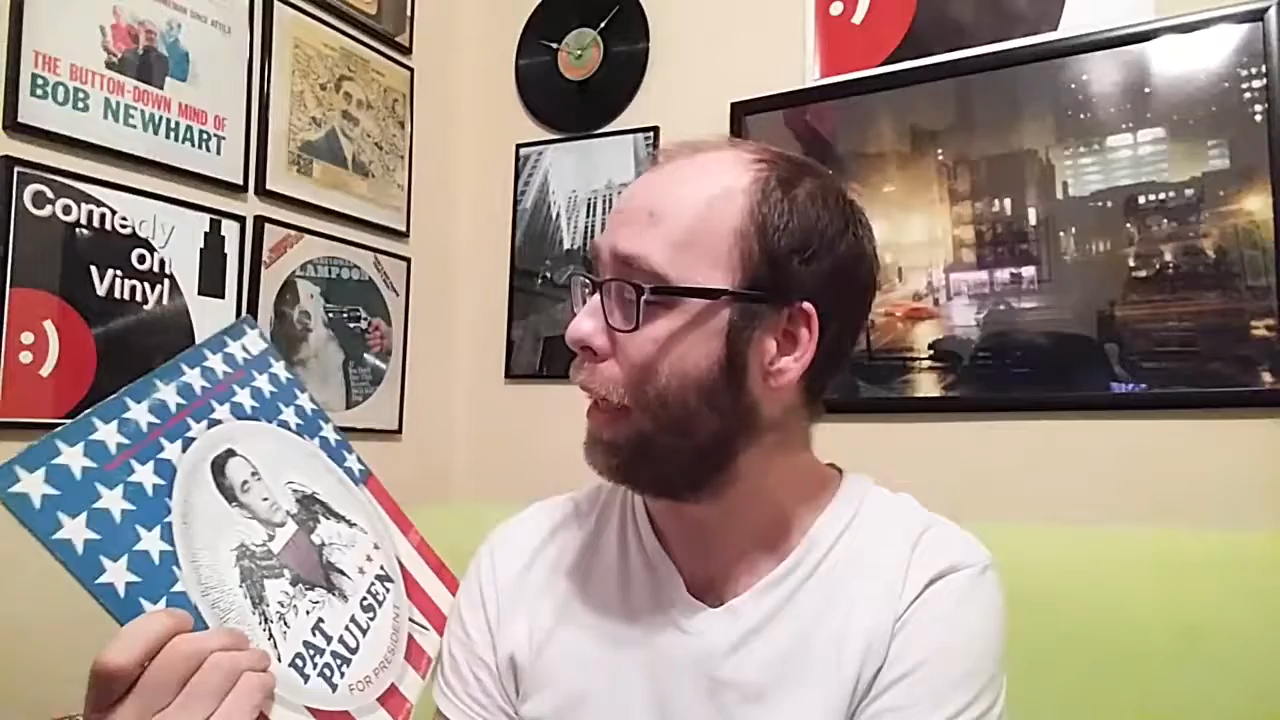 THE BUTTON-DOWN MIND OF
BOB NEWHART
Comedy
on
Vinyl
NATIONAL
LAMPOON
PAT
PAULSEN
FOR PRESIDENT